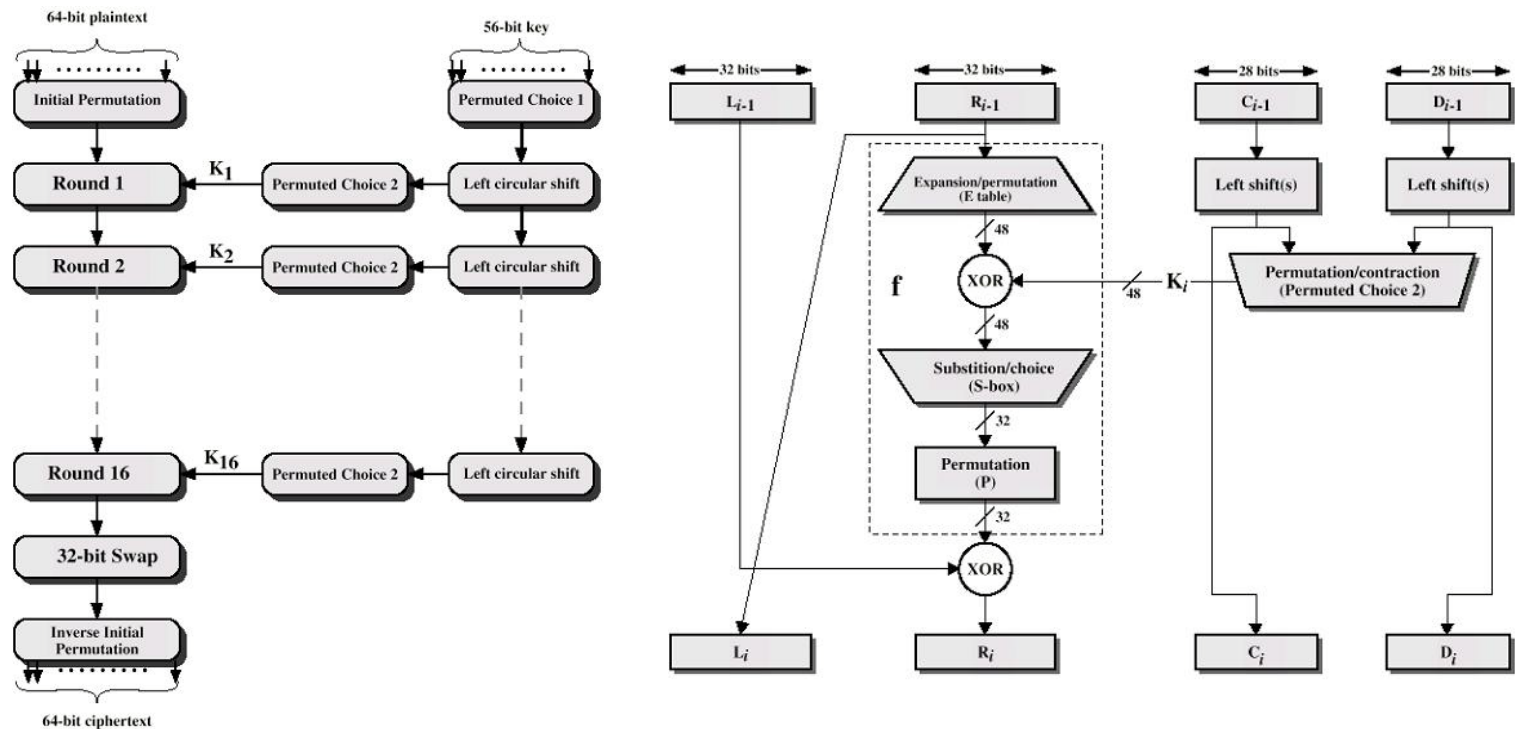 64-bit plaintext
56-bit key
Initial Permutation
Permuted Choice 1
Round 1
K1
Permuted Choice 2
Left circular shift
Round 2
K2
Permuted Choice 2
Left circular shift
Round 16
K16
Permuted Choice 2
Left circular shift
32-bit Swap
Inverse Initial
Permutation
64-bit ciphertext
32 bits
32 bits
28 bits
28 bits
Li-1
Ri-1
Ci-1
Di-1
Expansion/permutation
(E table)
Left shift(s)
Left shift(s)
48
f
XOR
48
Ki
Permutation/contraction
(Permuted Choice 2)
48
Substition/choice
(S-box)
32
Permutation
(P)
32
XOR
Li
Ri
Ci
Di